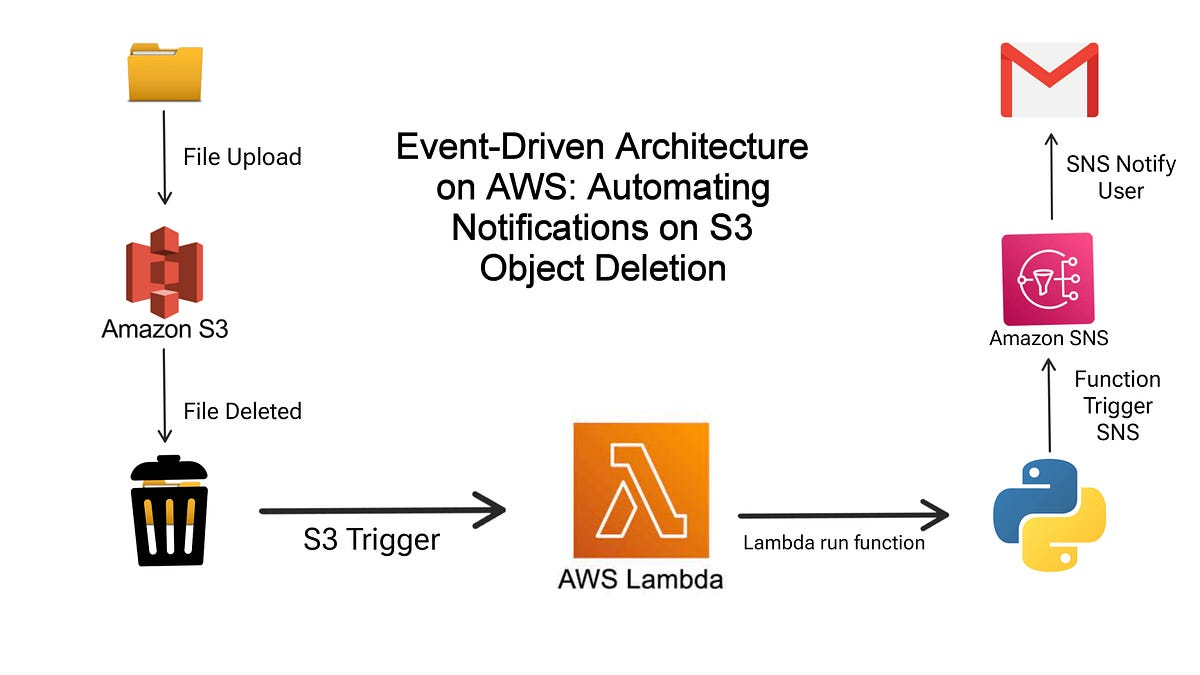 File Upload
Event-Driven Architecture
on AWS: Automating
Notifications on S3
Object Deletion
SNS Notify
User
Amazon S3
Amazon SNS
File Deleted
Function
Trigger
SNS
S3 Trigger
AWS Lambda
Lambda run function